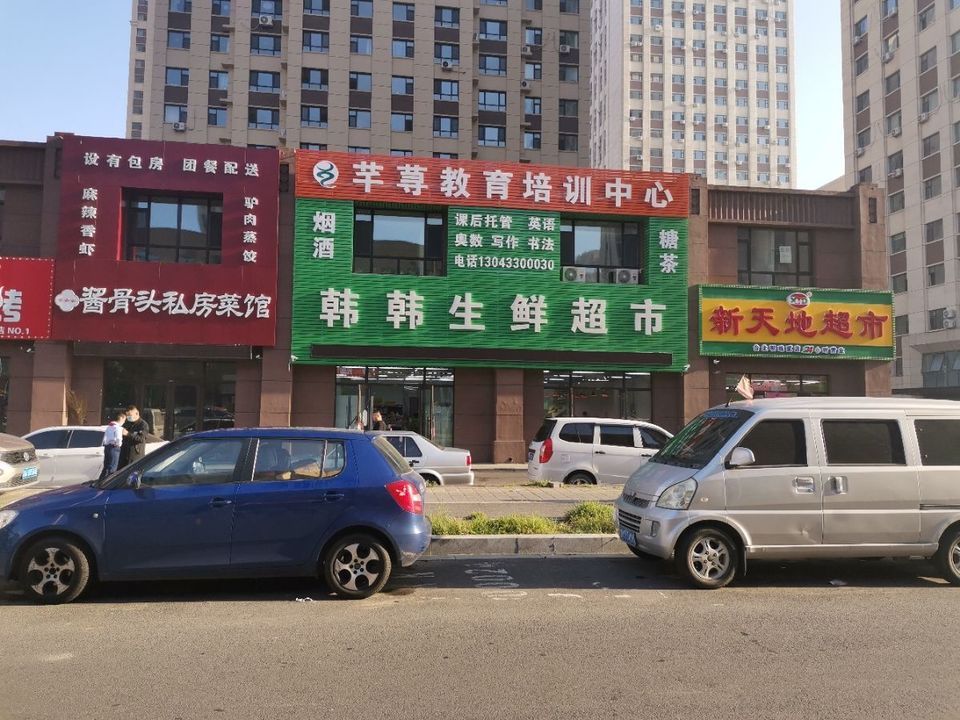 设有包房 团餐配送
麻辣香虾
驴肉蒸饺
酱骨头私房菜馆
NO.1
芊荨教育培训中心
烟酒
课后托管 英语
奥数 写作 书法
电话13043300030
糖茶
韩韩生鲜超市
新天地超市